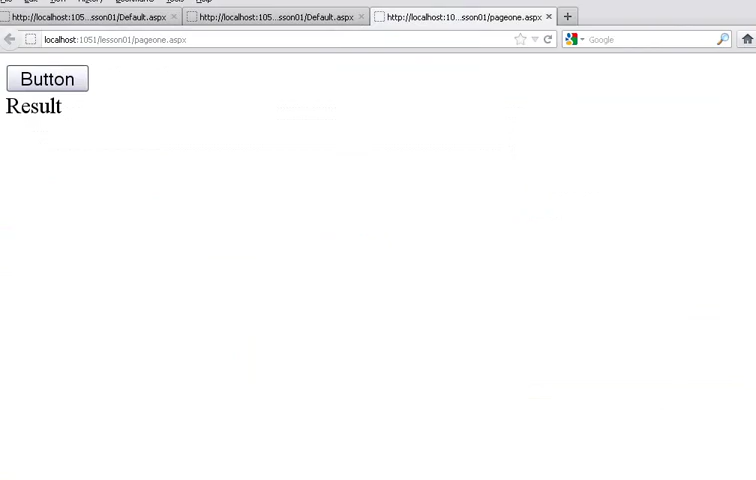 http://localhost:105...sson01/Default.aspx
http://localhost:105...sson01/Default.aspx
http://localhost:10...sson01/pageone.aspx
localhost:1051/lesson01/pageone.aspx
Google
Button
Result